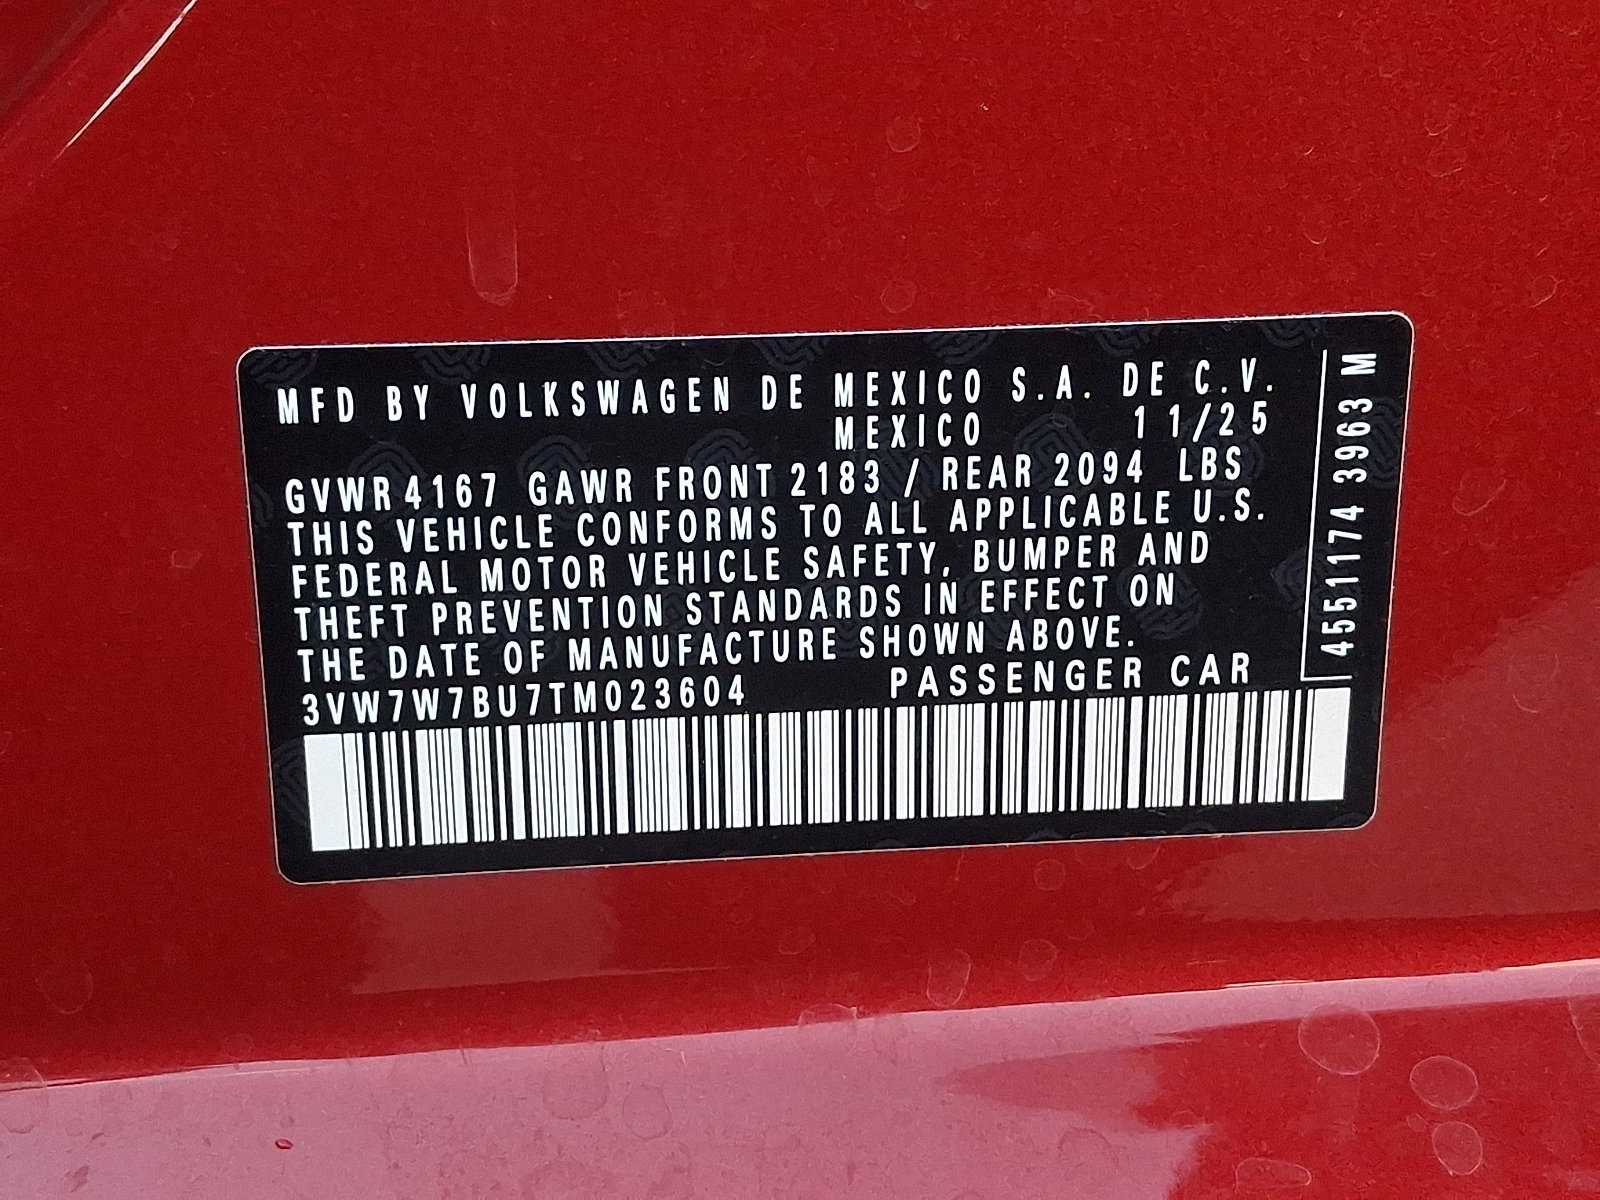 MFD BY VOLKSWAGEN DE MEXICO S.A. DE C.V.
MEXICO 11/25
GVWR 4167 GAWR FRONT 2183 / REAR 2094 LBS
THIS VEHICLE CONFORMS TO ALL APPLICABLE U.S.
FEDERAL MOTOR VEHICLE SAFETY, BUMPER AND
THEFT PREVENTION STANDARDS IN EFFECT ON
THE DATE OF MANUFACTURE SHOWN ABOVE.
3VW7W7BU7TM023604 PASSENGER CAR
4551174 3963 M